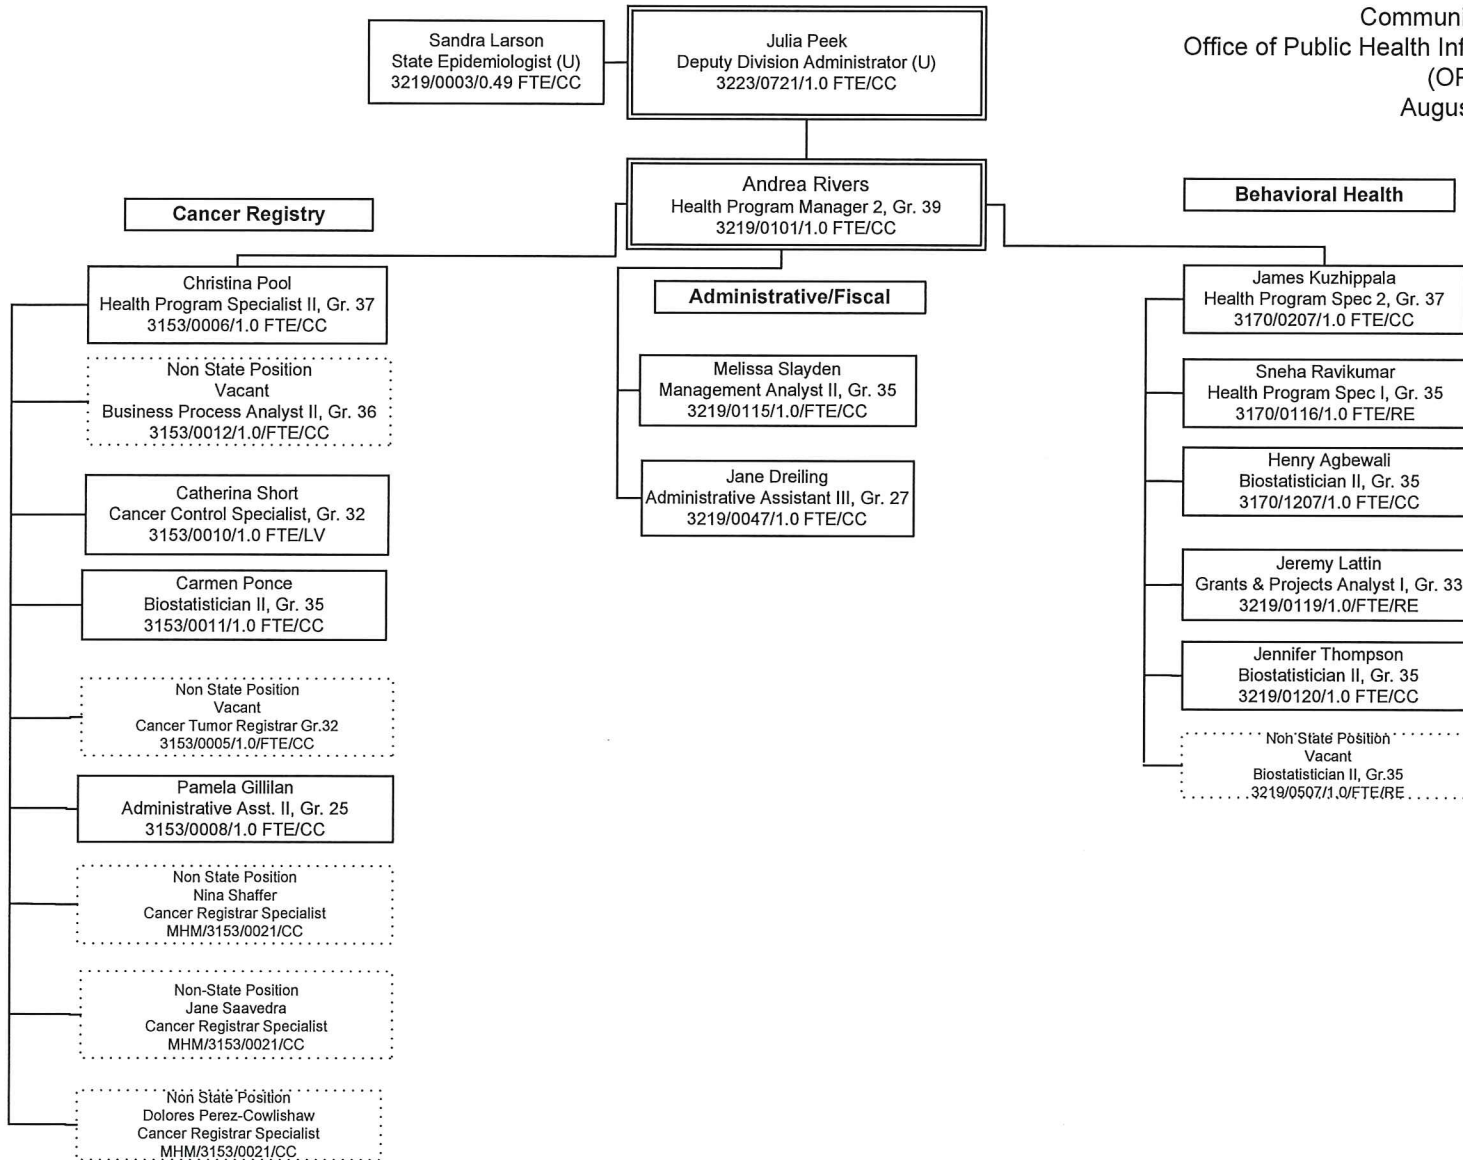 Sandra Larson
State Epidemiologist (U)
3219/0003/0.49 FTE/CC
Julia Peek
Deputy Division Administrator (U)
3223/0721/1.0 FTE/CC
Office of Public Health
(OP
Andrea Rivers
Health Program Manager 2, Gr. 39
3219/0101/1.0 FTE/CC
Cancer Registry
Christina Pool
Health Program Specialist II, Gr. 37
3153/0006/1.0 FTE/CC
Non State Position
Vacant
Business Process Analyst II, Gr. 36
3153/0012/1.0/FTE/CC
Catherina Short
Cancer Control Specialist, Gr. 32
3153/0010/1.0 FTE/LV
Carmen Ponce
Biostatistician II, Gr. 35
3153/0011/1.0 FTE/CC
Non State Position
Vacant
Cancer Tumor Registrar Gr.32
3153/0005/1.0/FTE/CC
Pamela Gillilan
Administrative Asst. II, Gr. 25
3153/0008/1.0 FTE/CC
Non State Position
Nina Shaffer
Cancer Registrar Specialist
MHM/3153/0021/CC
Non-State Position
Jane Saavedra
Cancer Registrar Specialist
MHM/3153/0021/CC
Non State Position
Dolores Perez-Cowlishaw
Cancer Registrar Specialist
MHM/3153/0021/CC
Administrative/Fiscal
Melissa Slayden
Management Analyst II, Gr. 35
3219/0115/1.0/FTE/CC
Jane Dreiling
Administrative Assistant III, Gr. 27
3219/0047/1.0 FTE/CC
Behavioral Health
James Kuzhippala
Health Program Spec 2, Gr. 37
3170/0207/1.0 FTE/CC
Sneha Ravikumar
Health Program Spec I, Gr. 35
3170/0116/1.0 FTE/RE
Henry Agbewali
Biostatistician II, Gr. 35
3170/1207/1.0 FTE/CC
Jeremy Lattin
Grants & Projects Analyst I, Gr. 33
3219/0119/1.0/FTE/RE
Jennifer Thompson
Biostatistician II, Gr. 35
3219/0120/1.0 FTE/CC
Non State Position
Vacant
Biostatistician II, Gr.35
3219/0507/1.0/FTE/RE